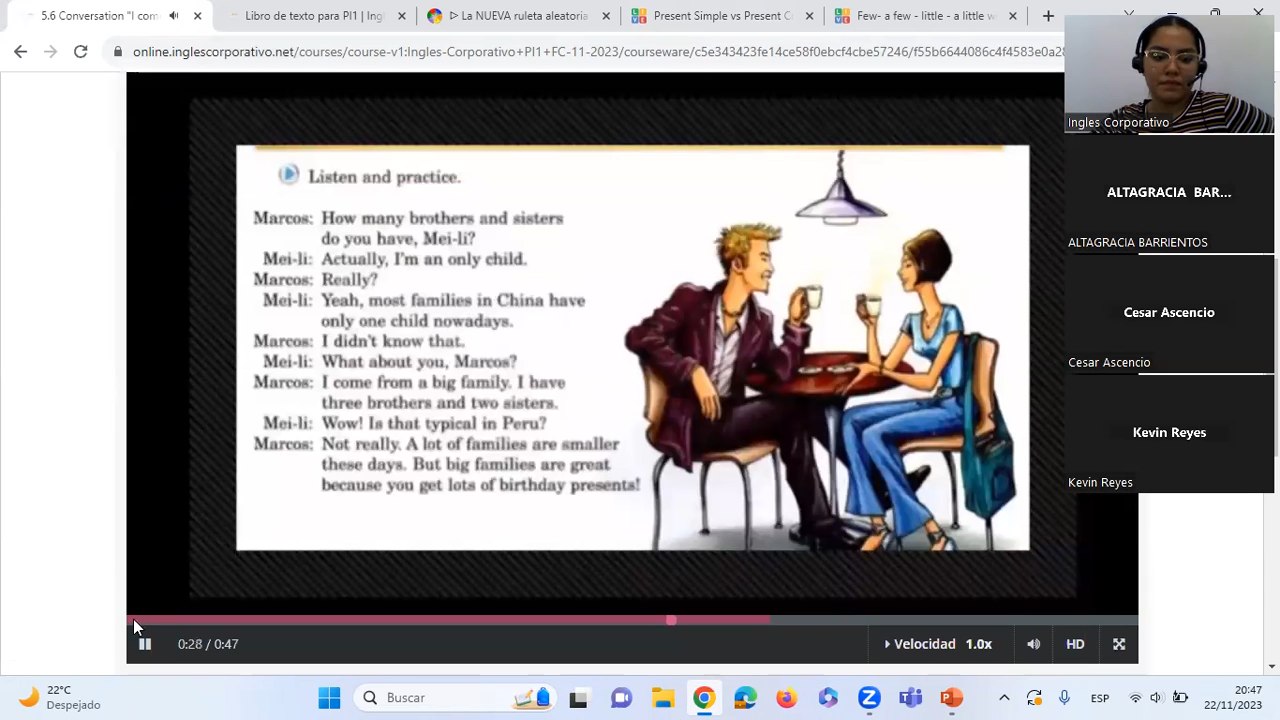 5.6 Conversation "I com
Libro de texto para PI1 | Ingl
La NUEVA ruleta aleatoria
Present Simple vs Present C
Few- a few - little - a little w
online.inglescorporativo.net/courses/course-v1:Ingles-Corporativo+PI1+FC-11-2023/courseware/c5e343423fe14ce58f0ebcf4cbe57246/f55b6644086c4f4583e0a28
Listen and practice.
Marcos: How many brothers and sisters
do you have, Mei-li?
Mei-li: Actually, I'm an only child.
Marcos: Really?
Mei-li: Yeah, most families in China have
only one child nowadays.
Marcos: I didn't know that.
Mei-li: What about you, Marcos?
Marcos: I come from a big family. I have
three brothers and two sisters.
Mei-li: Wow! Is that typical in Peru?
Marcos: Not really. A lot of families are smaller
these days. But big families are great
because you get lots of birthday presents!
0:28 / 0:47
Velocidad 1.0x
HD
Ingles Corporativo
ALTAGRACIA BAR...
ALTAGRACIA BARRIENTOS
Cesar Ascencio
Cesar Ascencio
Kevin Reyes
Kevin Reyes
22°C
Despejado
Buscar
ESP
20:47
22/11/2023